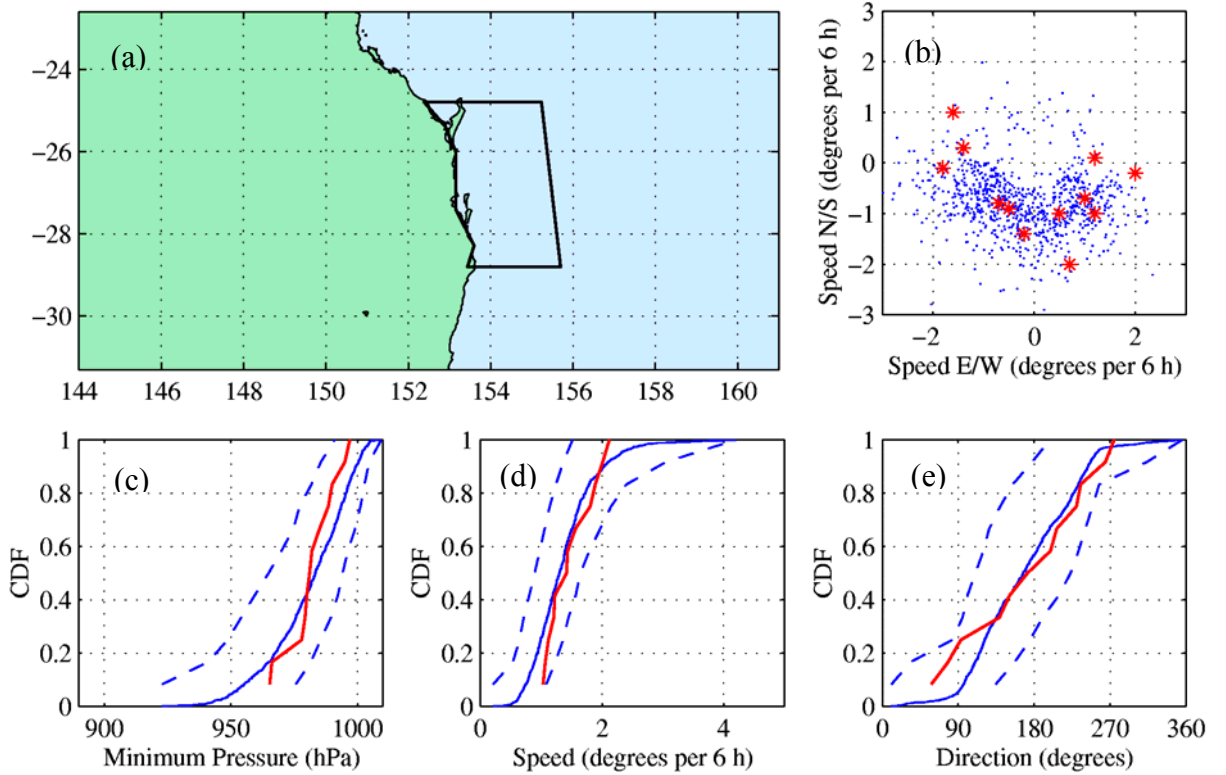 (a)
−24
−26
−28
−30
144 146 148 150 152 154 156 158 160
(b)
3
2
1
0
−1
−2
−3
−2 0 2
Speed N/S (degrees per 6 h)
Speed E/W (degrees per 6 h)
(c)
1
0.8
0.6
0.4
0.2
0
CDF
900 950 1000
Minimum Pressure (hPa)
(d)
1
0.8
0.6
0.4
0.2
0
CDF
0 2 4
Speed (degrees per 6 h)
(e)
1
0.8
0.6
0.4
0.2
0
CDF
0 90 180 270 360
Direction (degrees)